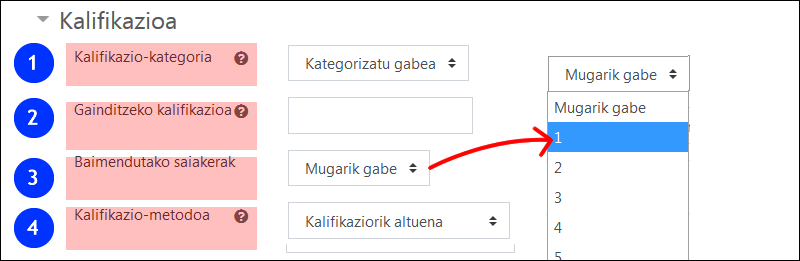 Kalifikazioa
1 Kalifikazio-kategoria Kategorizatu gabea
2 Gainditzeko kalifikazioa
3 Baimendutako saiakerak Mugarik gabe
4 Kalifikazio-metodoa Kalifikaziorik altuena
Mugarik gabe
Mugarik gabe
1
2
3
4
5